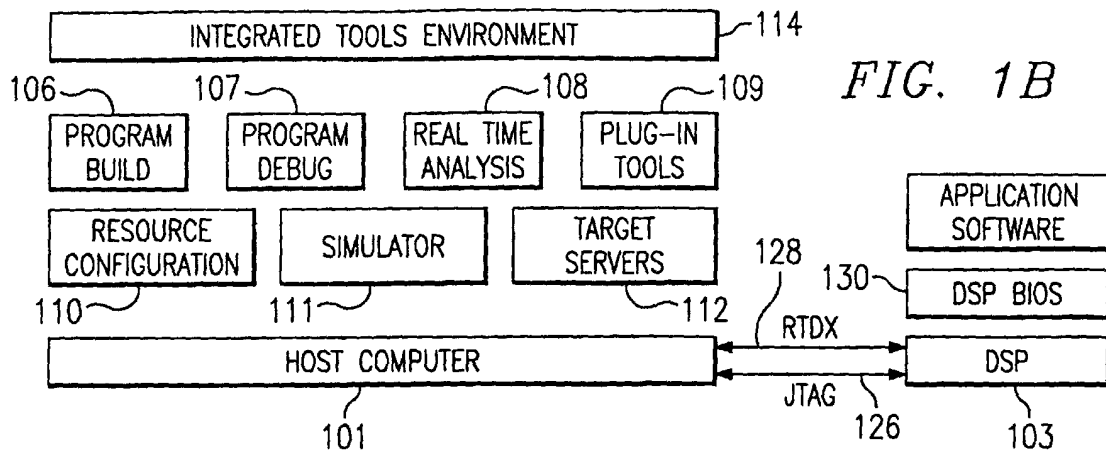 INTEGRATED TOOLS ENVIRONMENT
114
FIG. 1B
106
107
108
109
PROGRAM
BUILD
PROGRAM
DEBUG
REAL TIME
ANALYSIS
PLUG-IN
TOOLS
APPLICATION
SOFTWARE
RESOURCE
CONFIGURATION
SIMULATOR
TARGET
SERVERS
110
111
112
128
130
DSP BIOS
HOST COMPUTER
RTDX
JTAG
DSP
101
126
103